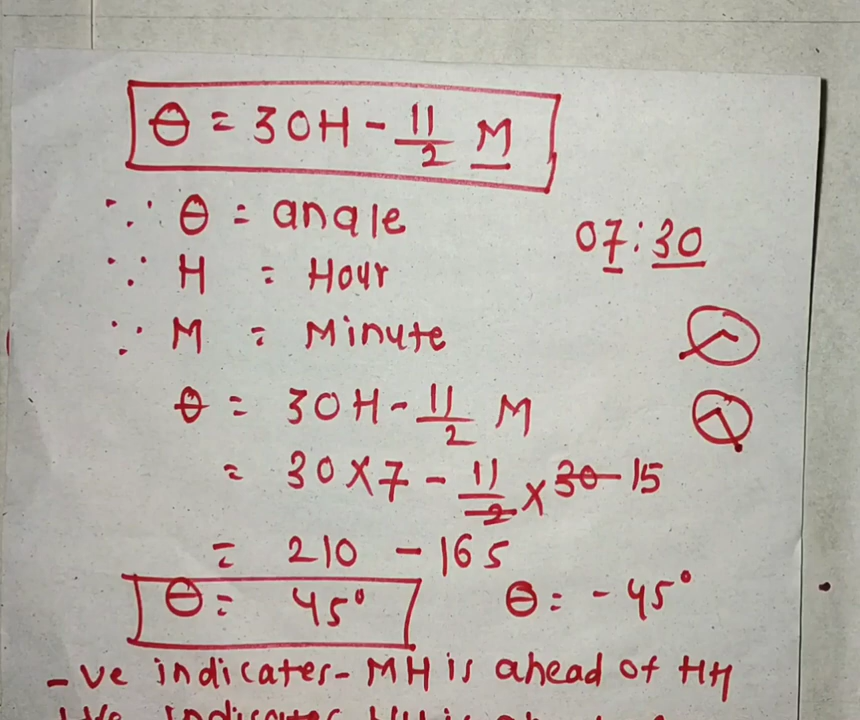 θ = 30H - 11/2 M
∵ θ = angle
07:30
∵ H = Hour
∵ M = Minute
θ = 30H - 11/2 M
= 30×7 - 11/2 × 30 15
= 210 - 165
θ = 45° θ = -45°
-ve indicates - MH is ahead of HH